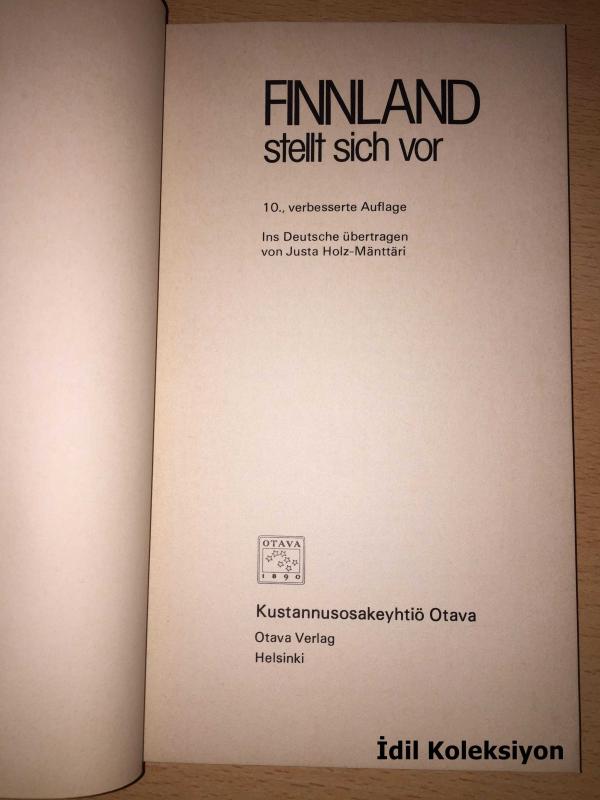 FINNLAND
stellt sich vor
10., verbesserte Auflage
Ins Deutsche übertragen
von Justa Holz-Mänttäri
OTAVA
1890
Kustannusosakeyhtiö Otava
Otava Verlag
Helsinki
İdil Koleksiyon